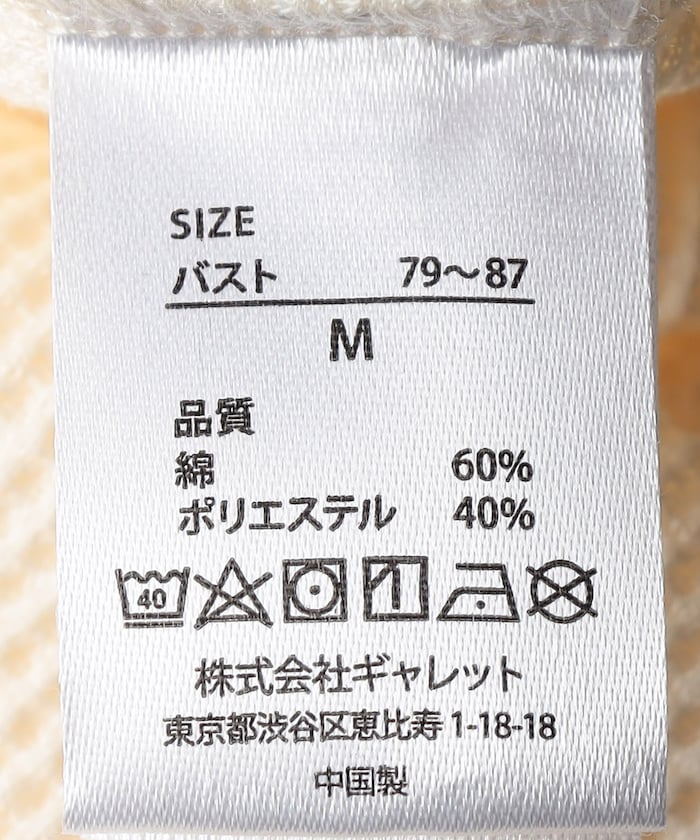 SIZE
バスト 79～87
M
品質
綿 60%
ポリエステル 40%
40
株式会社ギャレット
東京都渋谷区恵比寿 1-18-18
中国製